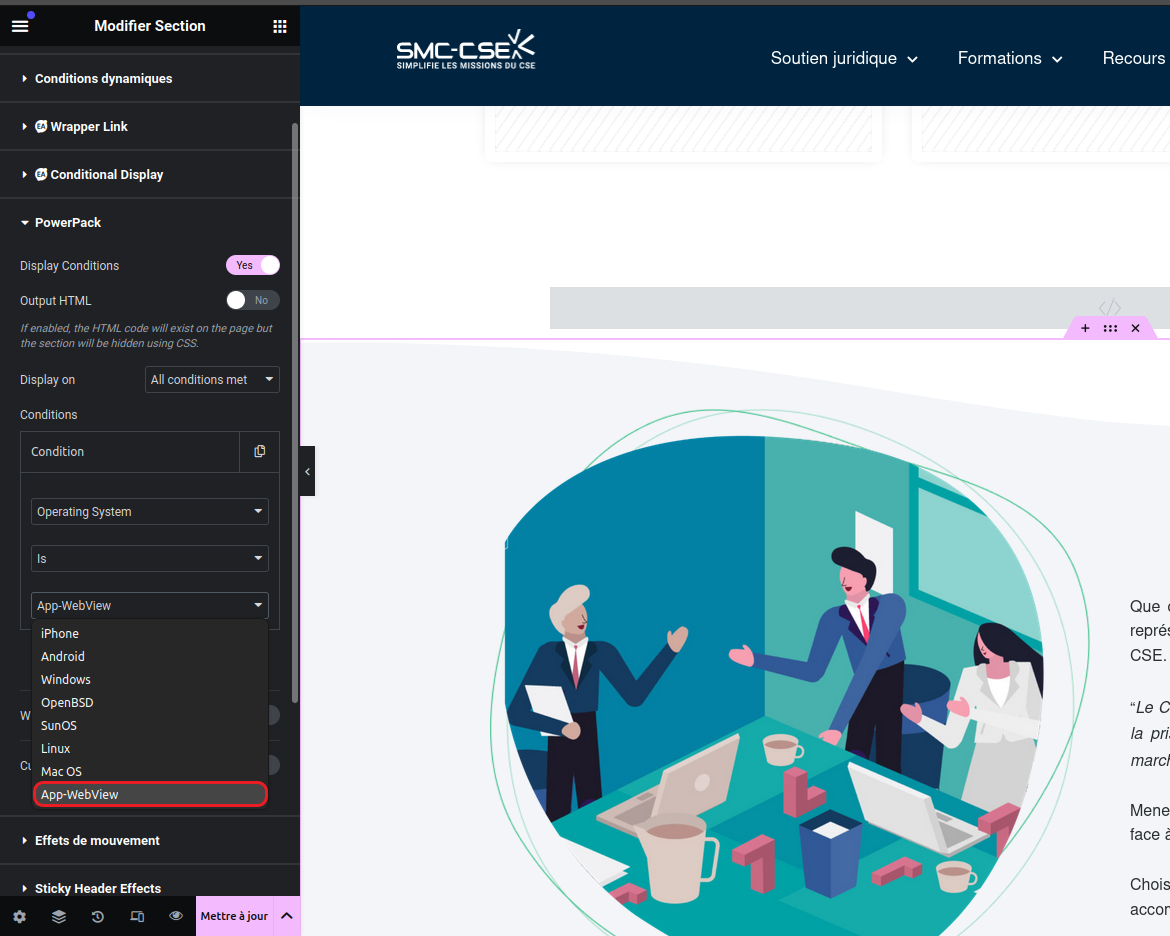 Modifier Section
Conditions dynamiques
Wrapper Link
Conditional Display
PowerPack
Display Conditions
Yes
Output HTML
No
If enabled, the HTML code will exist on the page but
the section will be hidden using CSS.
Display on
All conditions met
Conditions
Condition
Operating System
Is
App-WebView
iPhone
Android
Windows
OpenBSD
SunOS
Linux
Mac OS
App-WebView
W
Cu
Effets de mouvement
Sticky Header Effects
Mettre à jour
SMC-CSE
SIMPLIFIE LES MISSIONS DU CSE
Soutien juridique
Formations
Recours
Que
représ
CSE.
“Le C
la pri
march
Mene
face à
Chois
accom